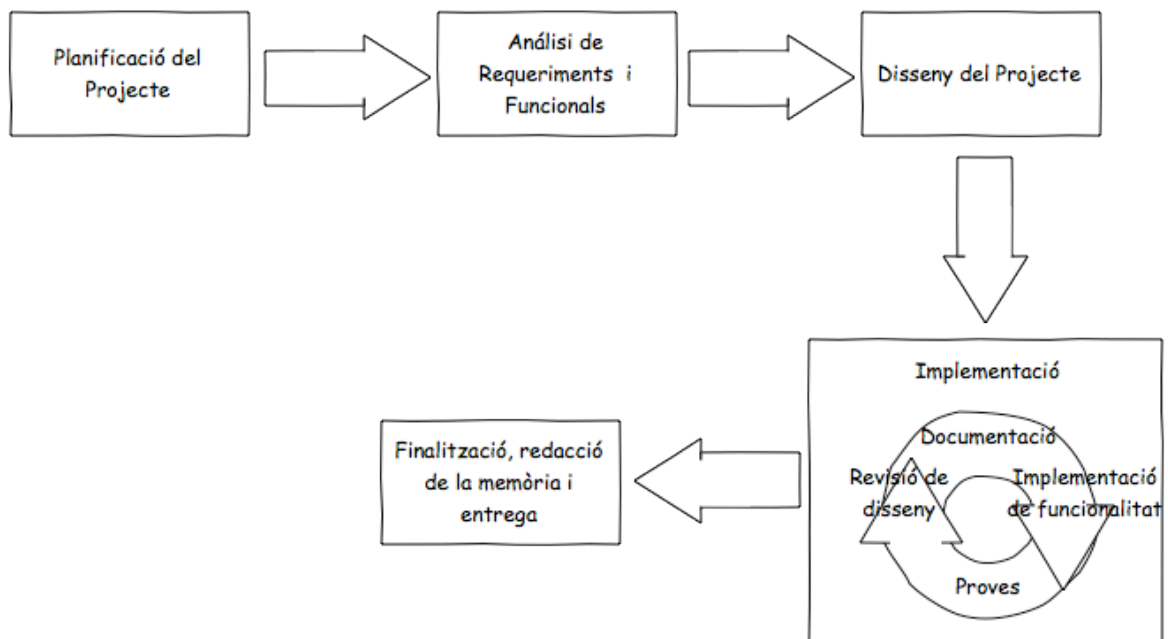 Planificació del
Projecte
Análisi de
Requeriments i
Funcionals
Disseny del Projecte
Implementació
Documentació
Revisió de
disseny
Implementació
de funcionalitat
Proves
Finalització, redacció
de la memòria i
entrega